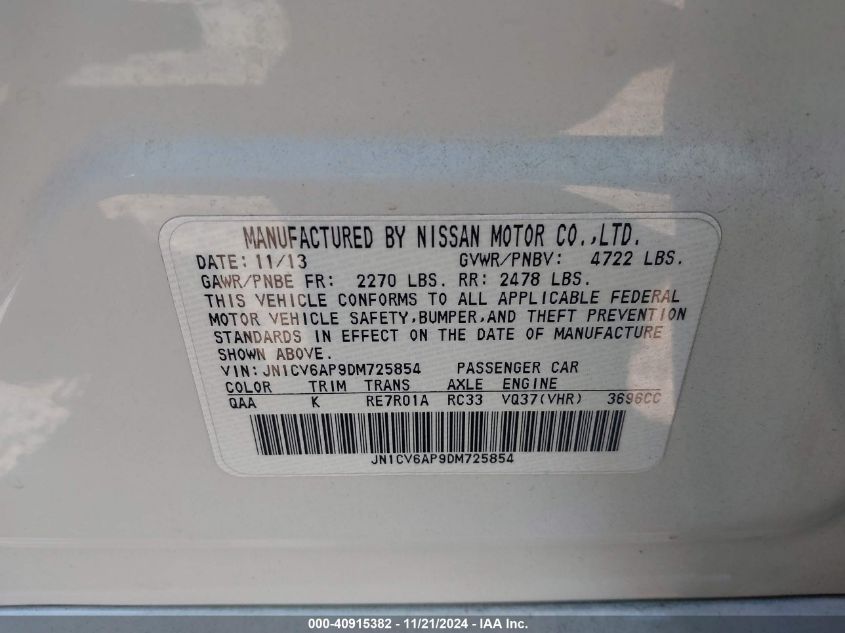 MANUFACTURED BY NISSAN MOTOR CO.,LTD.
DATE: 11/13 GVWR/PNBV: 4722 LBS.
GAWR/PNBE FR: 2270 LBS. RR: 2478 LBS.
THIS VEHICLE CONFORMS TO ALL APPLICABLE FEDERAL
MOTOR VEHICLE SAFETY,BUMPER,AND THEFT PREVENTION
STANDARDS IN EFFECT ON THE DATE OF MANUFACTURE
SHOWN ABOVE.
VIN: JN1CV6AP9DM725854 PASSENGER CAR
COLOR TRIM TRANS AXLE ENGINE
QAA K RE7R01A RC33 VQ37(VHR) 3696CC
JN1CV6AP9DM725854
000-40915382 - 11/21/2024 - IAA Inc.